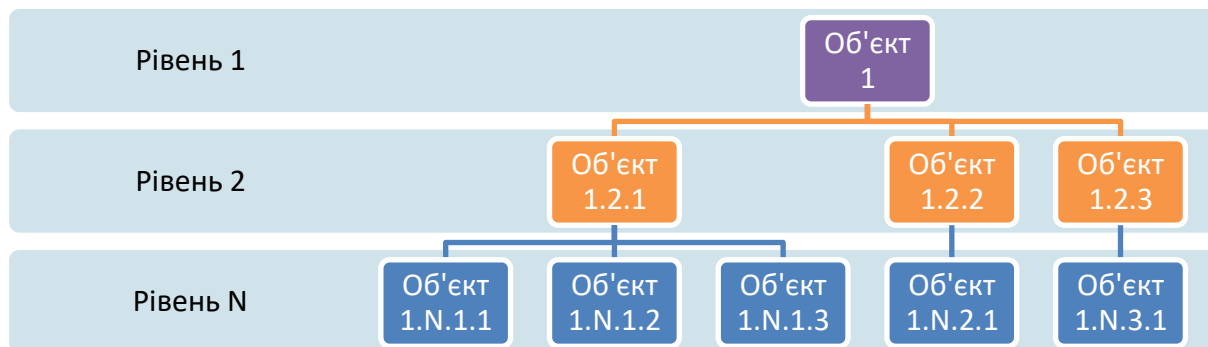 Рівень 1
Об'єкт
1
Рівень 2
Об'єкт
1.2.1
Об'єкт
1.2.2
Об'єкт
1.2.3
Рівень N
Об'єкт
1.N.1.1
Об'єкт
1.N.1.2
Об'єкт
1.N.1.3
Об'єкт
1.N.2.1
Об'єкт
1.N.3.1